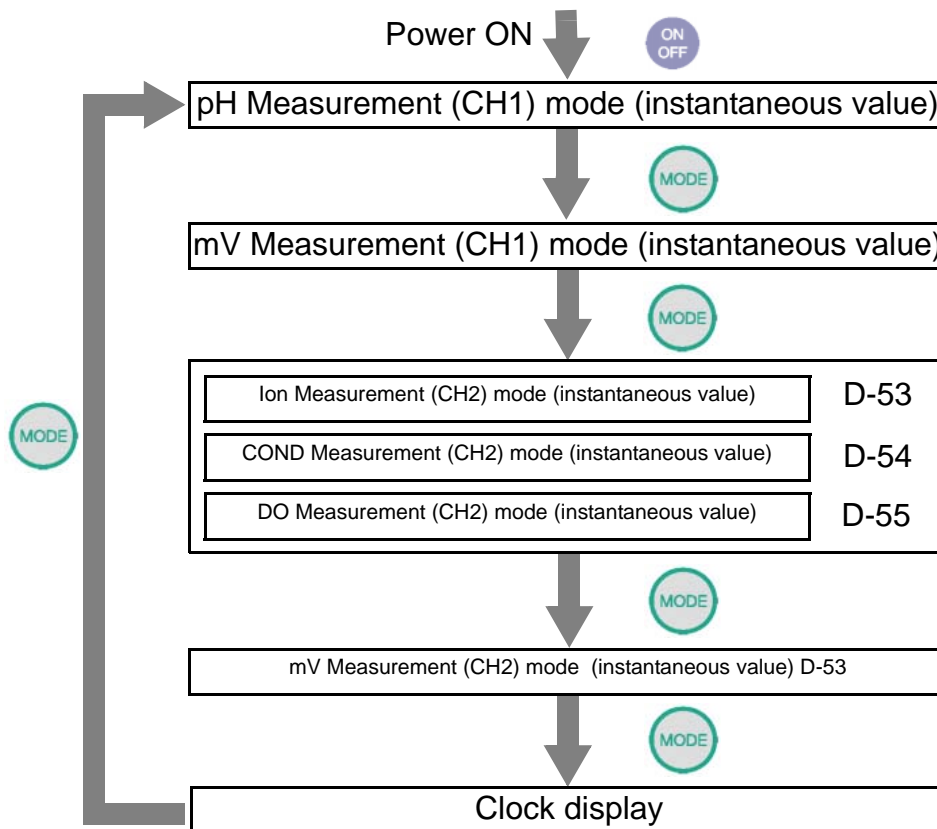 Power ON
ON
OFF
pH Measurement (CH1) mode (instantaneous value)
MODE
mV Measurement (CH1) mode (instantaneous value)
MODE
Ion Measurement (CH2) mode (instantaneous value) D-53
MODE
COND Measurement (CH2) mode (instantaneous value) D-54
DO Measurement (CH2) mode (instantaneous value) D-55
MODE
mV Measurement (CH2) mode (instantaneous value) D-53
MODE
Clock display